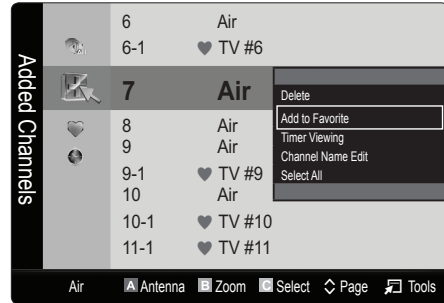 Added Channels
6 Air
6-1 ♥ TV #6
7 Air
8 Air
9 Air
9-1 ♥ TV #9
10 Air
10-1 ♥ TV #10
11-1 ♥ TV #11
Delete
Add to Favorite
Timer Viewing
Channel Name Edit
Select All
Air A Antenna B Zoom C Select Page Tools